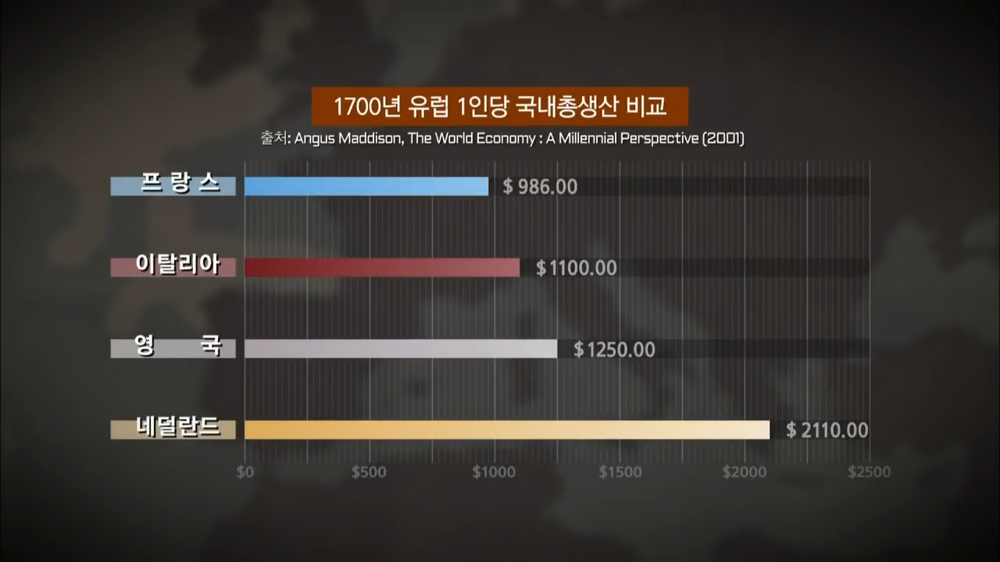 1700년 유럽 1인당 국내총생산 비교
출처: Angus Maddison, The World Economy : A Millennial Perspective (2001)
프랑스 $ 986.00
이탈리아 $ 1100.00
영국 $ 1250.00
네덜란드 $ 2110.00
$0 $500 $1000 $1500 $2000 $2500